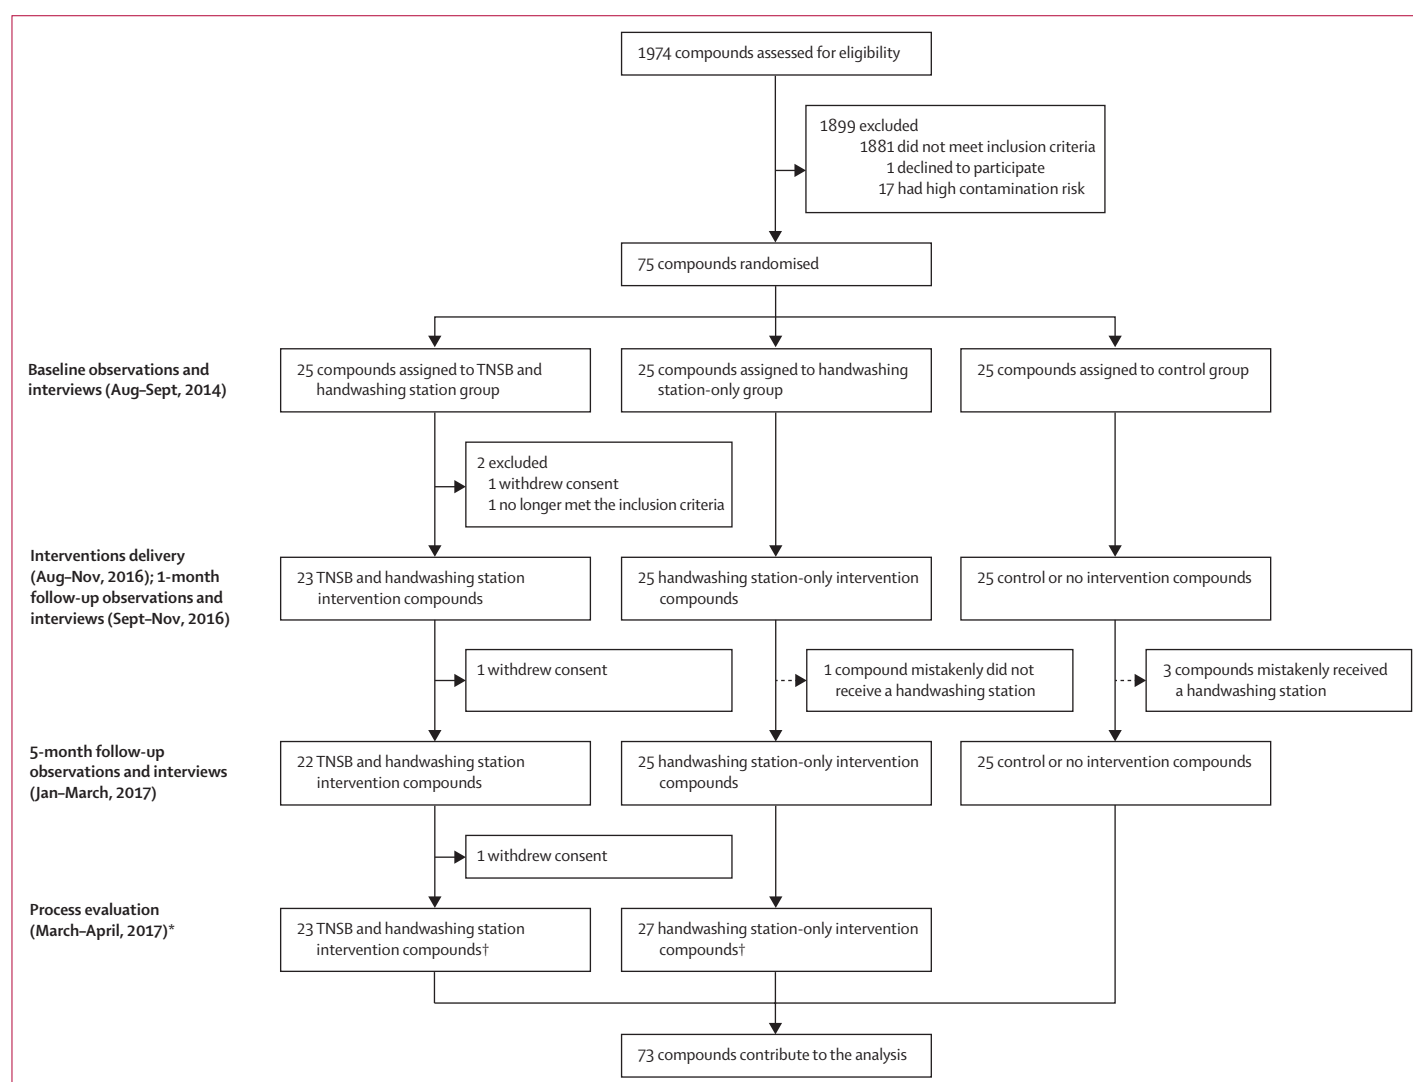 1974 compounds assessed for eligibility
1899 excluded
1881 did not meet inclusion criteria
1 declined to participate
17 had high contamination risk
75 compounds randomised
Baseline observations and
interviews (Aug–Sept, 2014)
25 compounds assigned to TNSB and
handwashing station group
25 compounds assigned to handwashing
station-only group
25 compounds assigned to control group
2 excluded
1 withdrew consent
1 no longer met the inclusion criteria
Interventions delivery
(Aug–Nov, 2016); 1-month
follow-up observations and
interviews (Sept–Nov, 2016)
23 TNSB and handwashing station
intervention compounds
25 handwashing station-only intervention
compounds
25 control or no intervention compounds
1 withdrew consent
1 compound mistakenly did not
receive a handwashing station
3 compounds mistakenly received
a handwashing station
5-month follow-up
observations and interviews
(Jan–March, 2017)
22 TNSB and handwashing station
intervention compounds
25 handwashing station-only intervention
compounds
25 control or no intervention compounds
1 withdrew consent
Process evaluation
(March–April, 2017)*
23 TNSB and handwashing station
intervention compounds†
27 handwashing station-only intervention
compounds†
73 compounds contribute to the analysis